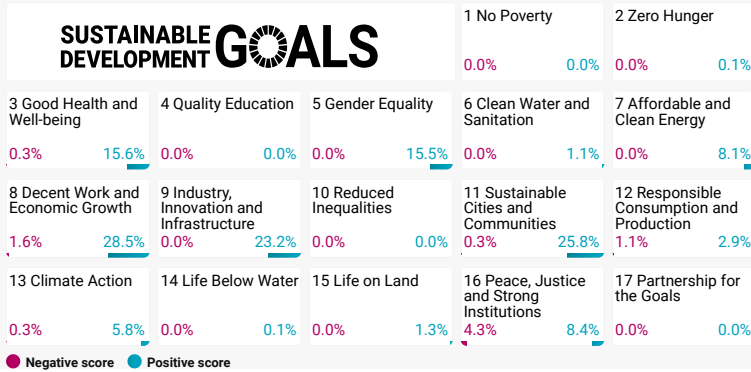 SUSTAINABLE
DEVELOPMENT
GOALS
1 No Poverty
0.0% 0.0%
2 Zero Hunger
0.0% 0.1%
3 Good Health and
Well-being
0.3% 15.6%
4 Quality Education
0.0% 0.0%
5 Gender Equality
0.0% 15.5%
6 Clean Water and
Sanitation
0.0% 1.1%
7 Affordable and
Clean Energy
0.0% 8.1%
8 Decent Work and
Economic Growth
1.6% 28.5%
9 Industry,
Innovation and
Infrastructure
0.0% 23.2%
10 Reduced
Inequalities
0.0% 0.0%
11 Sustainable
Cities and
Communities
0.3% 25.8%
12 Responsible
Consumption and
Production
1.1% 2.9%
13 Climate Action
0.3% 5.8%
14 Life Below Water
0.0% 0.1%
15 Life on Land
0.0% 1.3%
16 Peace, Justice
and Strong
Institutions
4.3% 8.4%
17 Partnership for
the Goals
0.0% 0.0%
Negative score Positive score